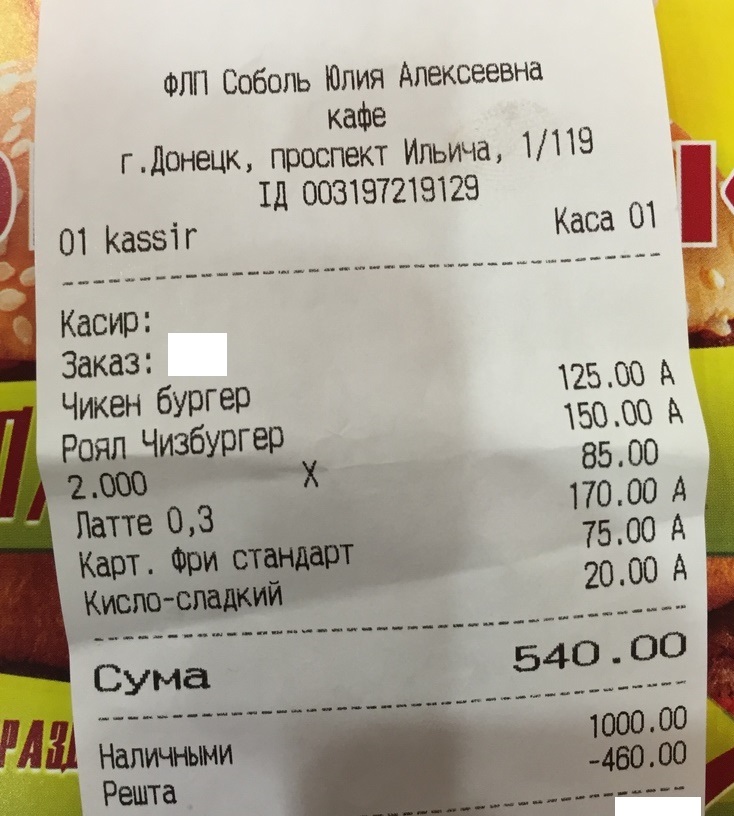 ФЛП Соболь Юлия Алексеевна
кафе
г.Донецк, проспект Ильича, 1/119
ІД 003197219129
01 kassir Каса 01
Касир:
Заказ:
Чикен бургер 125.00 А
Роял Чизбургер 150.00 А
2.000 X 85.00
Латте 0,3 170.00 А
Карт. Фри стандарт 75.00 А
Кисло-сладкий 20.00 А
Сума 540.00
Наличными 1000.00
Решта -460.00